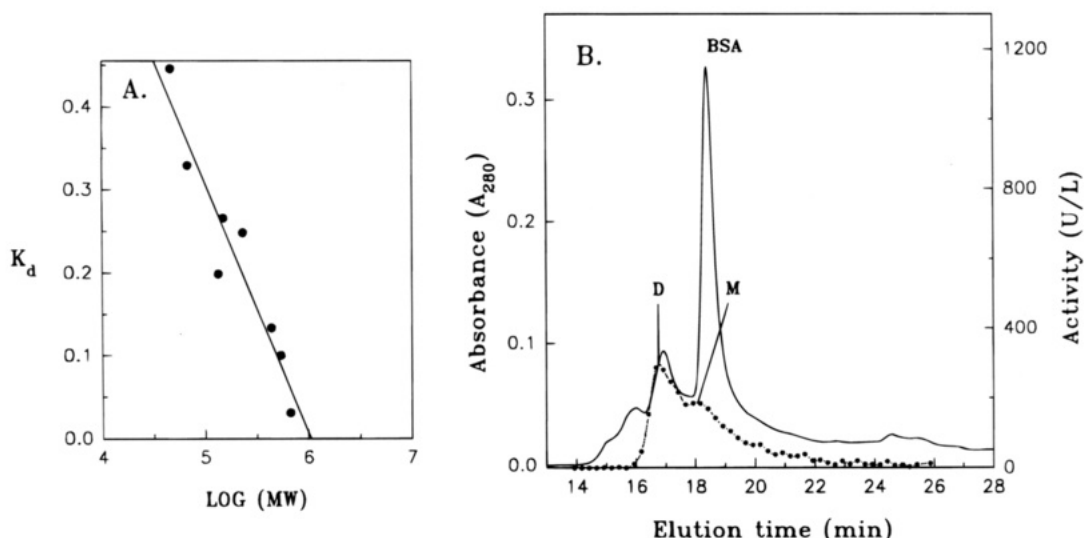 A.
0.4
0.3
0.2
0.1
0.0
K_d
4 5 6 7
LOG (MW)
B.
BSA
D
M
0.3
0.2
0.1
0.0
Absorbance (A_280)
1200
800
400
0
Activity (U/L)
14 16 18 20 22 24 26 28
Elution time (min)